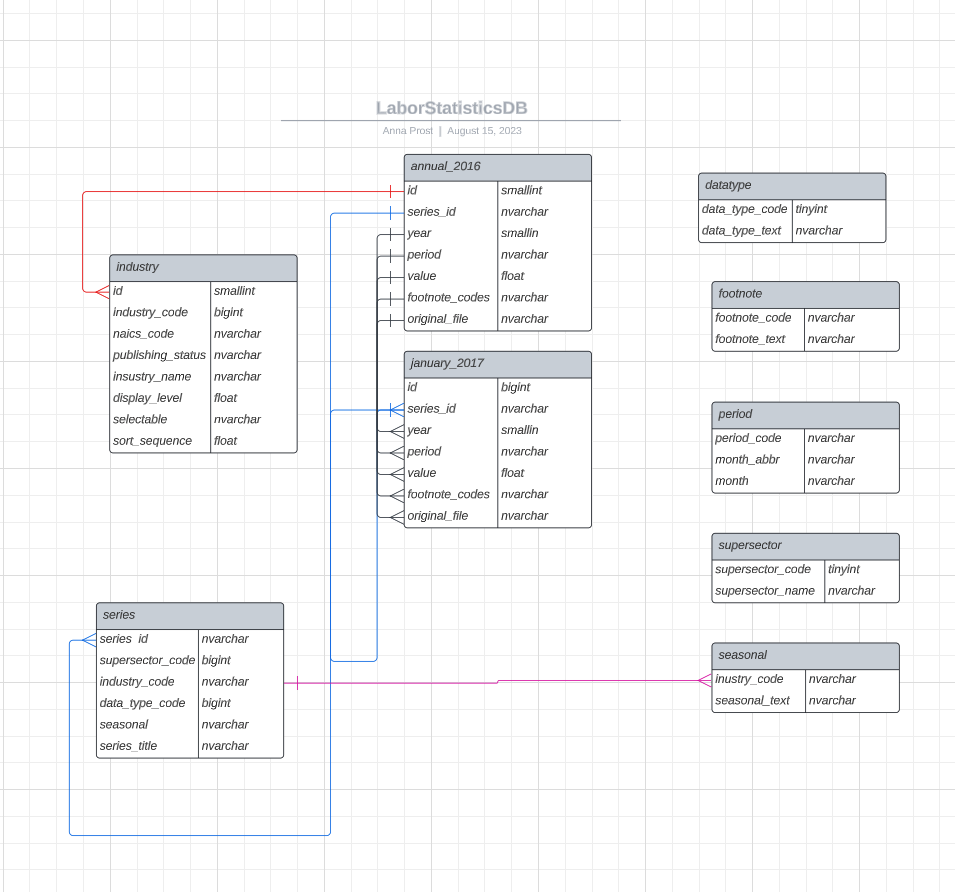 LaborStatisticsDB
Anna Prost | August 15, 2023
annual_2016
id smallint
series_id nvarchar
year smallin
period nvarchar
value float
footnote_codes nvarchar
original_file nvarchar
datatype
data_type_code tinyint
data_type_text nvarchar
industry
id smallint
industry_code bigint
naics_code nvarchar
publishing_status nvarchar
insustry_name nvarchar
display_level float
selectable nvarchar
sort_sequence float
footnote
footnote_code nvarchar
footnote_text nvarchar
january_2017
id bigint
series_id nvarchar
year smallin
period nvarchar
value float
footnote_codes nvarchar
original_file nvarchar
period
period_code nvarchar
month_abbr nvarchar
month nvarchar
supersector
supersector_code tinyint
supersector_name nvarchar
series
series_id nvarchar
supersector_code bigint
industry_code nvarchar
data_type_code bigint
seasonal nvarchar
series_title nvarchar
seasonal
inustry_code nvarchar
seasonal_text nvarchar